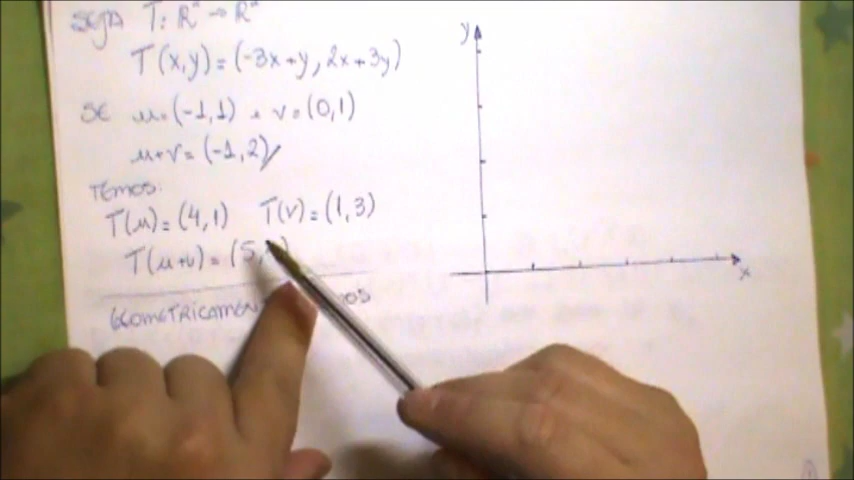 SEJA T: R² → R²
T(x,y) = (-3x+y, 2x+3y)
SE u=(-1,1) e v=(0,1)
u+v=(-1,2)
TEMOS:
T(u)=(4,1) T(v)=(1,3)
T(u+v)=(5,
y
x